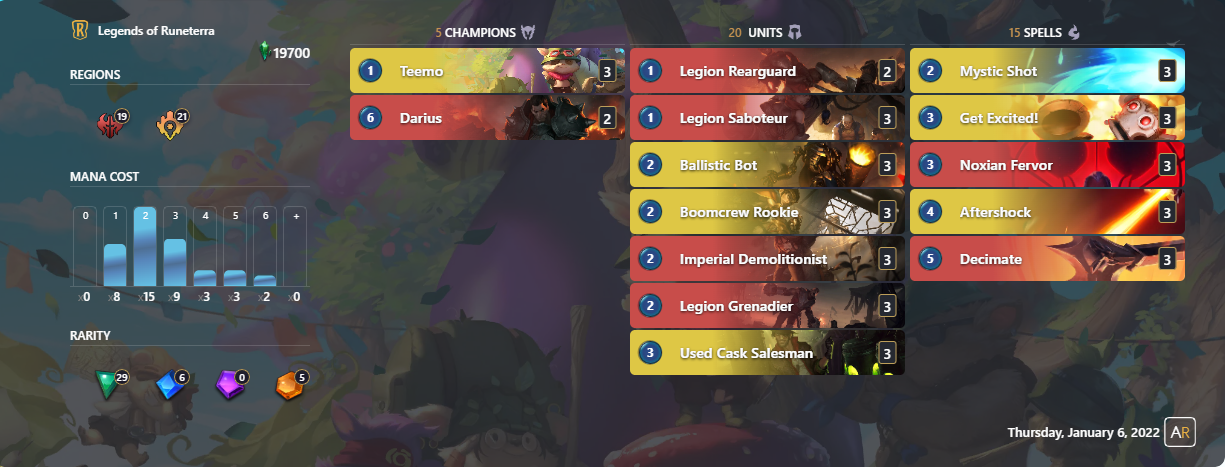 Legends of Runeterra
19700
REGIONS
19
21
MANA COST
0 1 2 3 4 5 6 +
x0 x8 x15 x9 x3 x3 x2 x0
RARITY
29
6
0
5
5 CHAMPIONS
1 Teemo 3
6 Darius 2
20 UNITS
1 Legion Rearguard 2
1 Legion Saboteur 3
2 Ballistic Bot 3
2 Boomcrew Rookie 3
2 Imperial Demolitionist 3
2 Legion Grenadier 3
3 Used Cask Salesman 3
15 SPELLS
2 Mystic Shot 3
3 Get Excited! 3
3 Noxian Fervor 3
4 Aftershock 3
5 Decimate 3
Thursday, January 6, 2022 AR